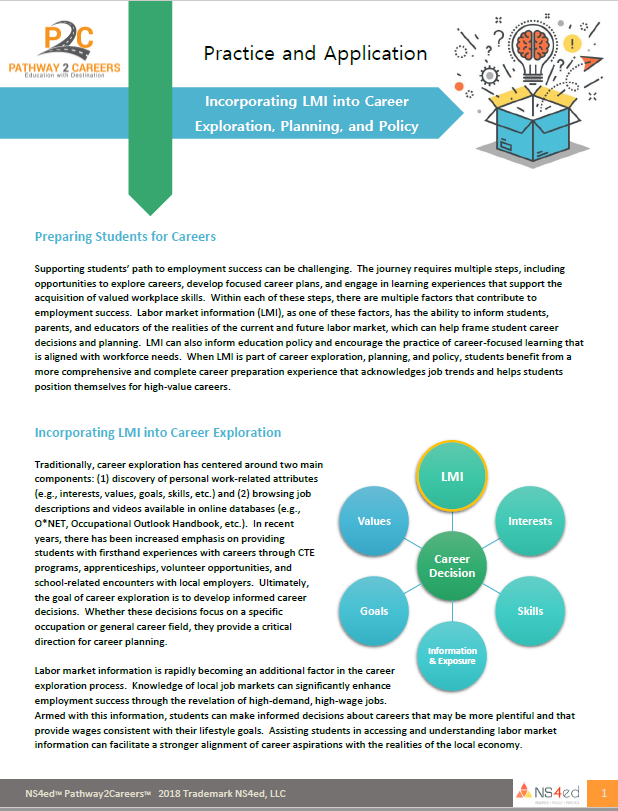 P2C
PATHWAY 2 CAREERS
Education with Destination
Practice and Application
Incorporating LMI into Career
Exploration, Planning, and Policy
Preparing Students for Careers
Supporting students’ path to employment success can be challenging.  The journey requires multiple steps, including
opportunities to explore careers, develop focused career plans, and engage in learning experiences that support the
acquisition of valued workplace skills.  Within each of these steps, there are multiple factors that contribute to
employment success.  Labor market information (LMI), as one of these factors, has the ability to inform students,
parents, and educators of the realities of the current and future labor market, which can help frame student career
decisions and planning.  LMI can also inform education policy and encourage the practice of career-focused learning that
is aligned with workforce needs.  When LMI is part of career exploration, planning, and policy, students benefit from a
more comprehensive and complete career preparation experience that acknowledges job trends and helps students
position themselves for high-value careers.
Incorporating LMI into Career Exploration
Traditionally, career exploration has centered around two main
components: (1) discovery of personal work-related attributes
(e.g., interests, values, goals, skills, etc.) and (2) browsing job
descriptions and videos available in online databases (e.g.,
O*NET, Occupational Outlook Handbook, etc.).  In recent
years, there has been increased emphasis on providing
students with firsthand experiences with careers through CTE
programs, apprenticeships, volunteer opportunities, and
school-related encounters with local employers.  Ultimately,
the goal of career exploration is to develop informed career
decisions.  Whether these decisions focus on a specific
occupation or general career field, they provide a critical
direction for career planning.
LMI
Values
Interests
Career
Decision
Goals
Skills
Information
& Exposure
Labor market information is rapidly becoming an additional factor in the career
exploration process.  Knowledge of local job markets can significantly enhance
employment success through the revelation of high-demand, high-wage jobs.
Armed with this information, students can make informed decisions about careers that may be more plentiful and that
provide wages consistent with their lifestyle goals.  Assisting students in accessing and understanding labor market
information can facilitate a stronger alignment of career aspirations with the realities of the local economy.
NS4ed™ Pathway2Careers™  2018 Trademark NS4ed, LLC
NS4ed
RESEARCH · POLICY · PRACTICE
1